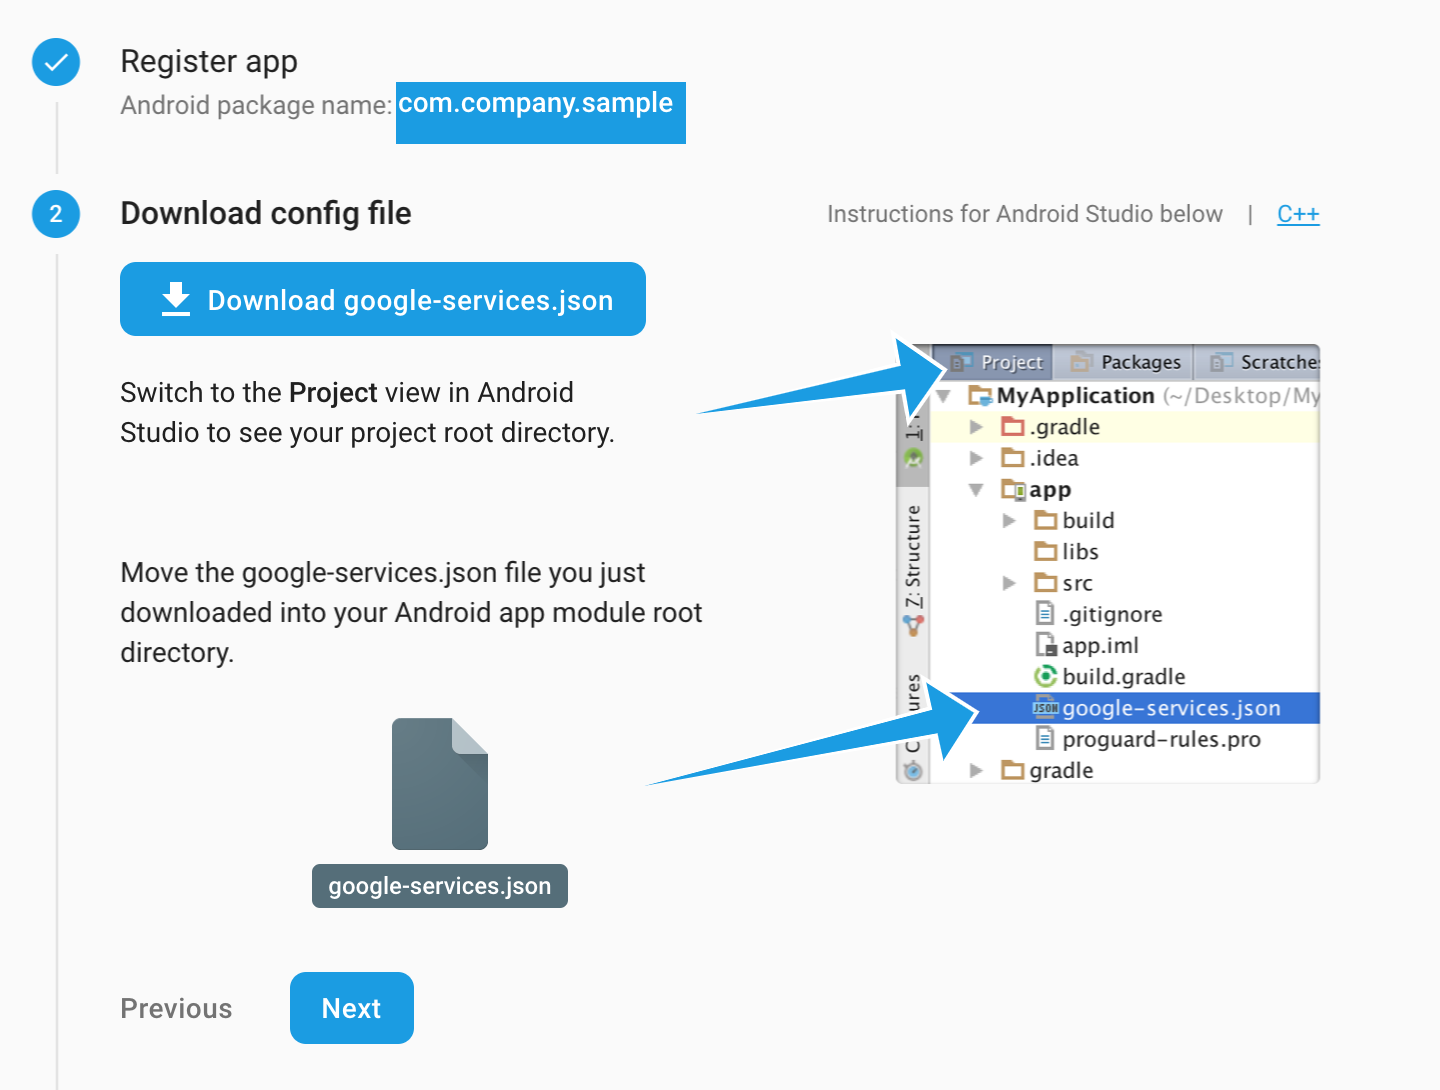 Register app
Android package name: com.company.sample
2
Download config file
Instructions for Android Studio below | C++
Download google-services.json
Switch to the Project view in Android
Studio to see your project root directory.
Move the google-services.json file you just
downloaded into your Android app module root
directory.
google-services.json
Previous
Next
Project
Packages
Scratche
MyApplication (~/Desktop/My
.gradle
.idea
app
build
libs
src
.gitignore
app.iml
build.gradle
JSON google-services.json
proguard-rules.pro
gradle
1:
Z: Structure
ures